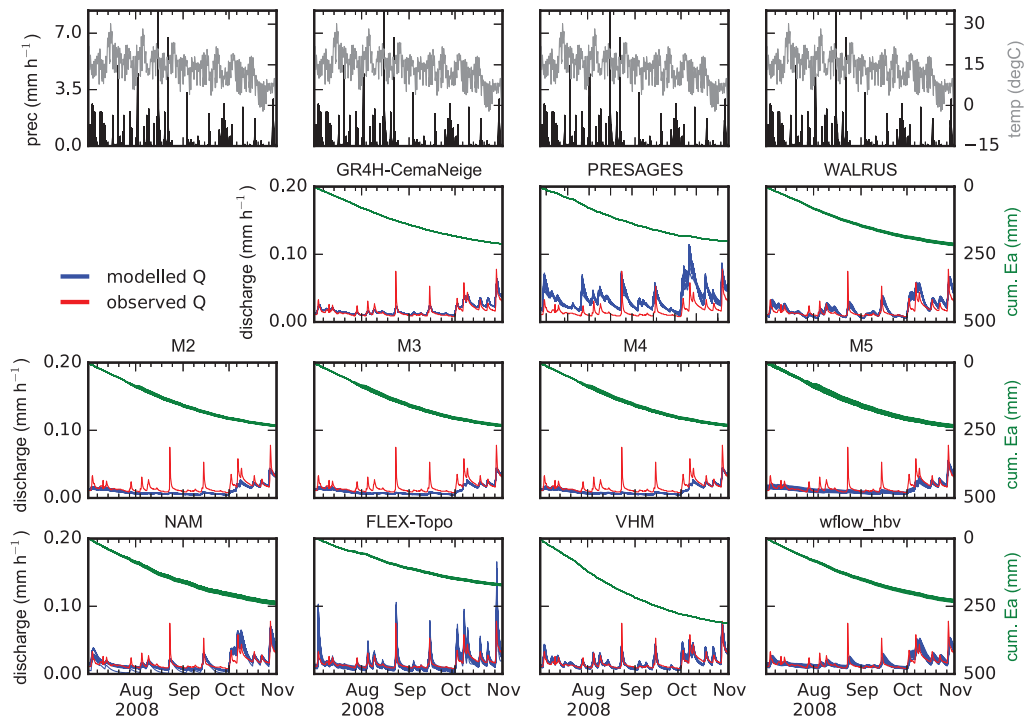 7.0
3.5
0.0
prec (mm h⁻¹)
30
15
0
−15
temp (degC)
GR4H-CemaNeige
PRESAGES
WALRUS
modelled Q
observed Q
0.20
0.10
0.00
discharge (mm h⁻¹)
0
250
500
cum. Ea (mm)
M2
M3
M4
M5
0.20
0.10
0.00
discharge (mm h⁻¹)
0
250
500
cum. Ea (mm)
NAM
FLEX-Topo
VHM
wflow_hbv
0.20
0.10
0.00
discharge (mm h⁻¹)
0
250
500
cum. Ea (mm)
Aug Sep Oct Nov
2008
Aug Sep Oct Nov
2008
Aug Sep Oct Nov
2008
Aug Sep Oct Nov
2008